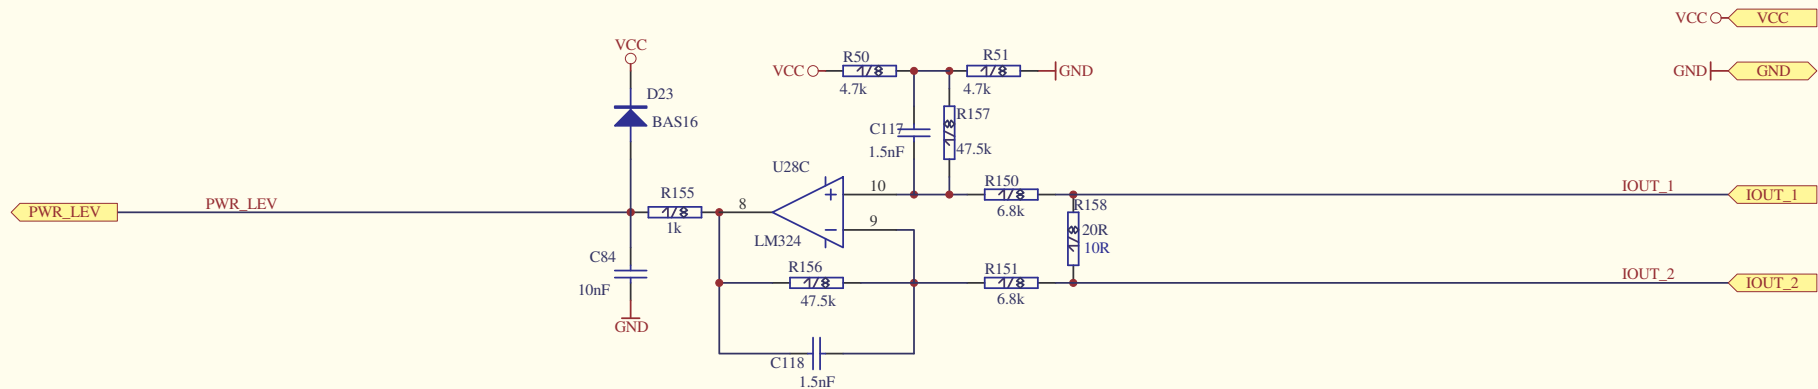 VCC VCC
VCC R50 R51
VCC 1/8 1/8 GND GND GND
4.7k 4.7k
D23
BAS16
C117 R157
1/8
1.5nF 47.5k
U28C
R155 10 R150
1/8 IOUT_1 IOUT_1
PWR_LEV PWR_LEV 1/8 8 6.8k R158
1k 9 20R
1/8
LM324 10R
C84 R156 R151
10nF 1/8 1/8 IOUT_2 IOUT_2
47.5k 6.8k
GND
C118
1.5nF